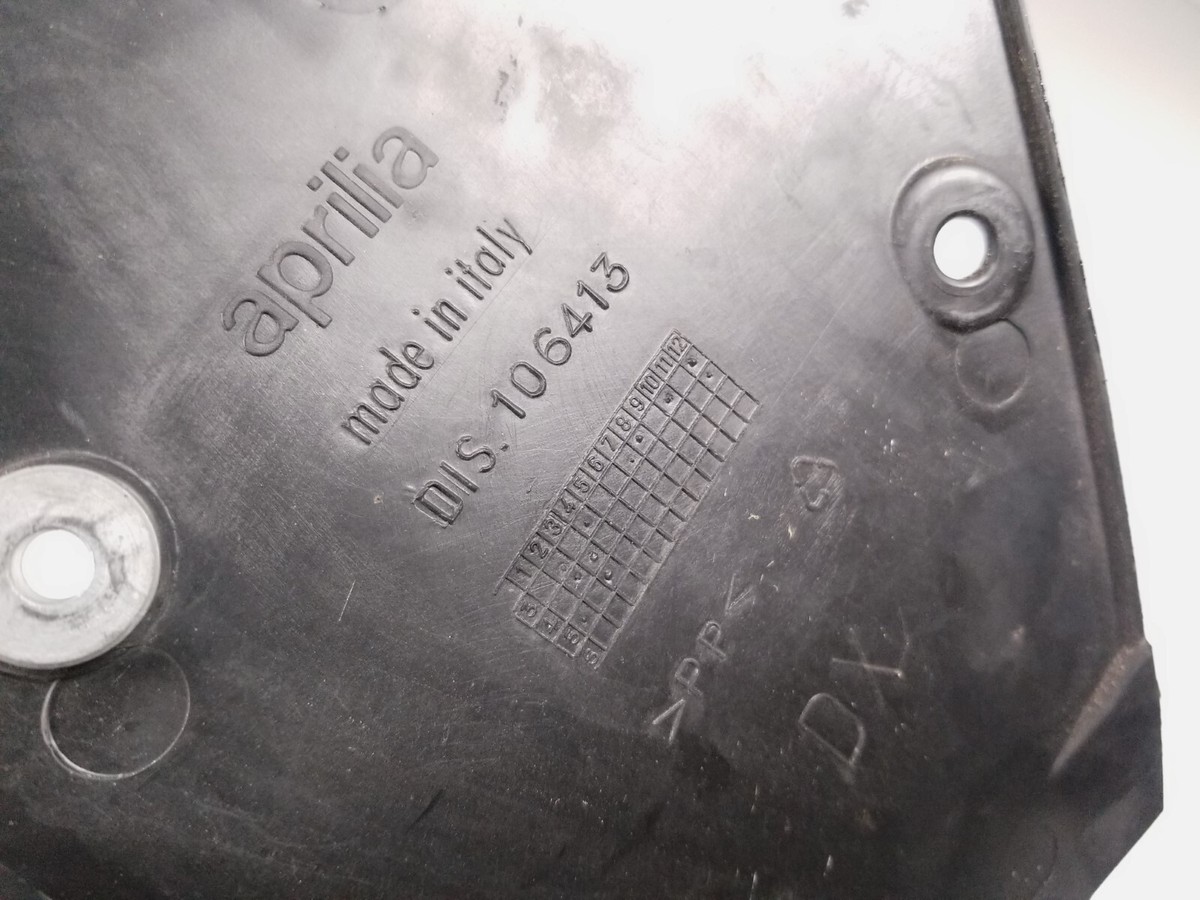 aprilia
made in italy
DIS. 106413
1 2 3 4 5 6 7 8 9 10 11 12
>PP<
DX